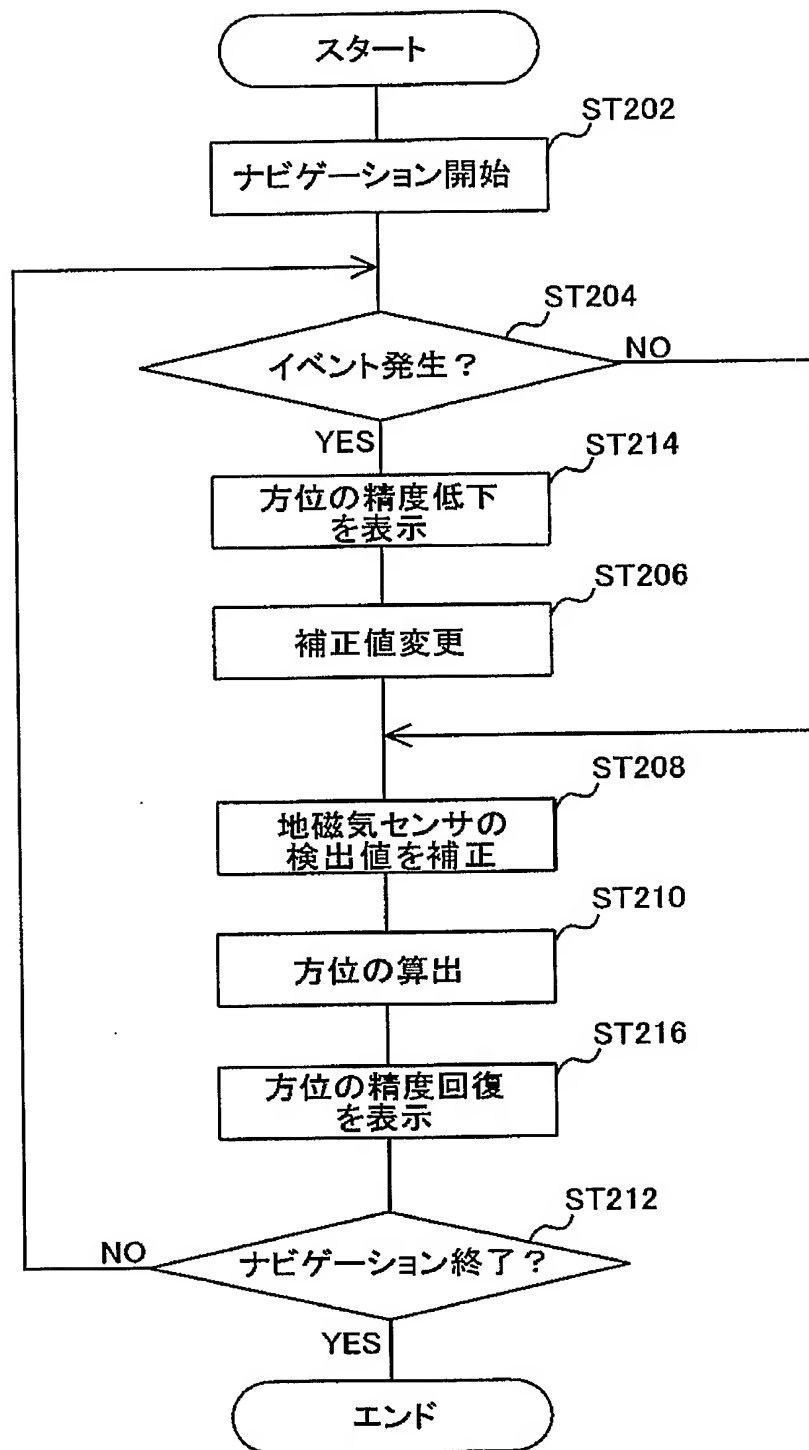 スタート
ST202
ナビゲーション開始
ST204
イベント発生？
NO
YES
ST214
方位の精度低下
を表示
ST206
補正値変更
ST208
地磁気センサの
検出値を補正
ST210
方位の算出
ST216
方位の精度回復
を表示
ST212
NO
ナビゲーション終了？
YES
エンド